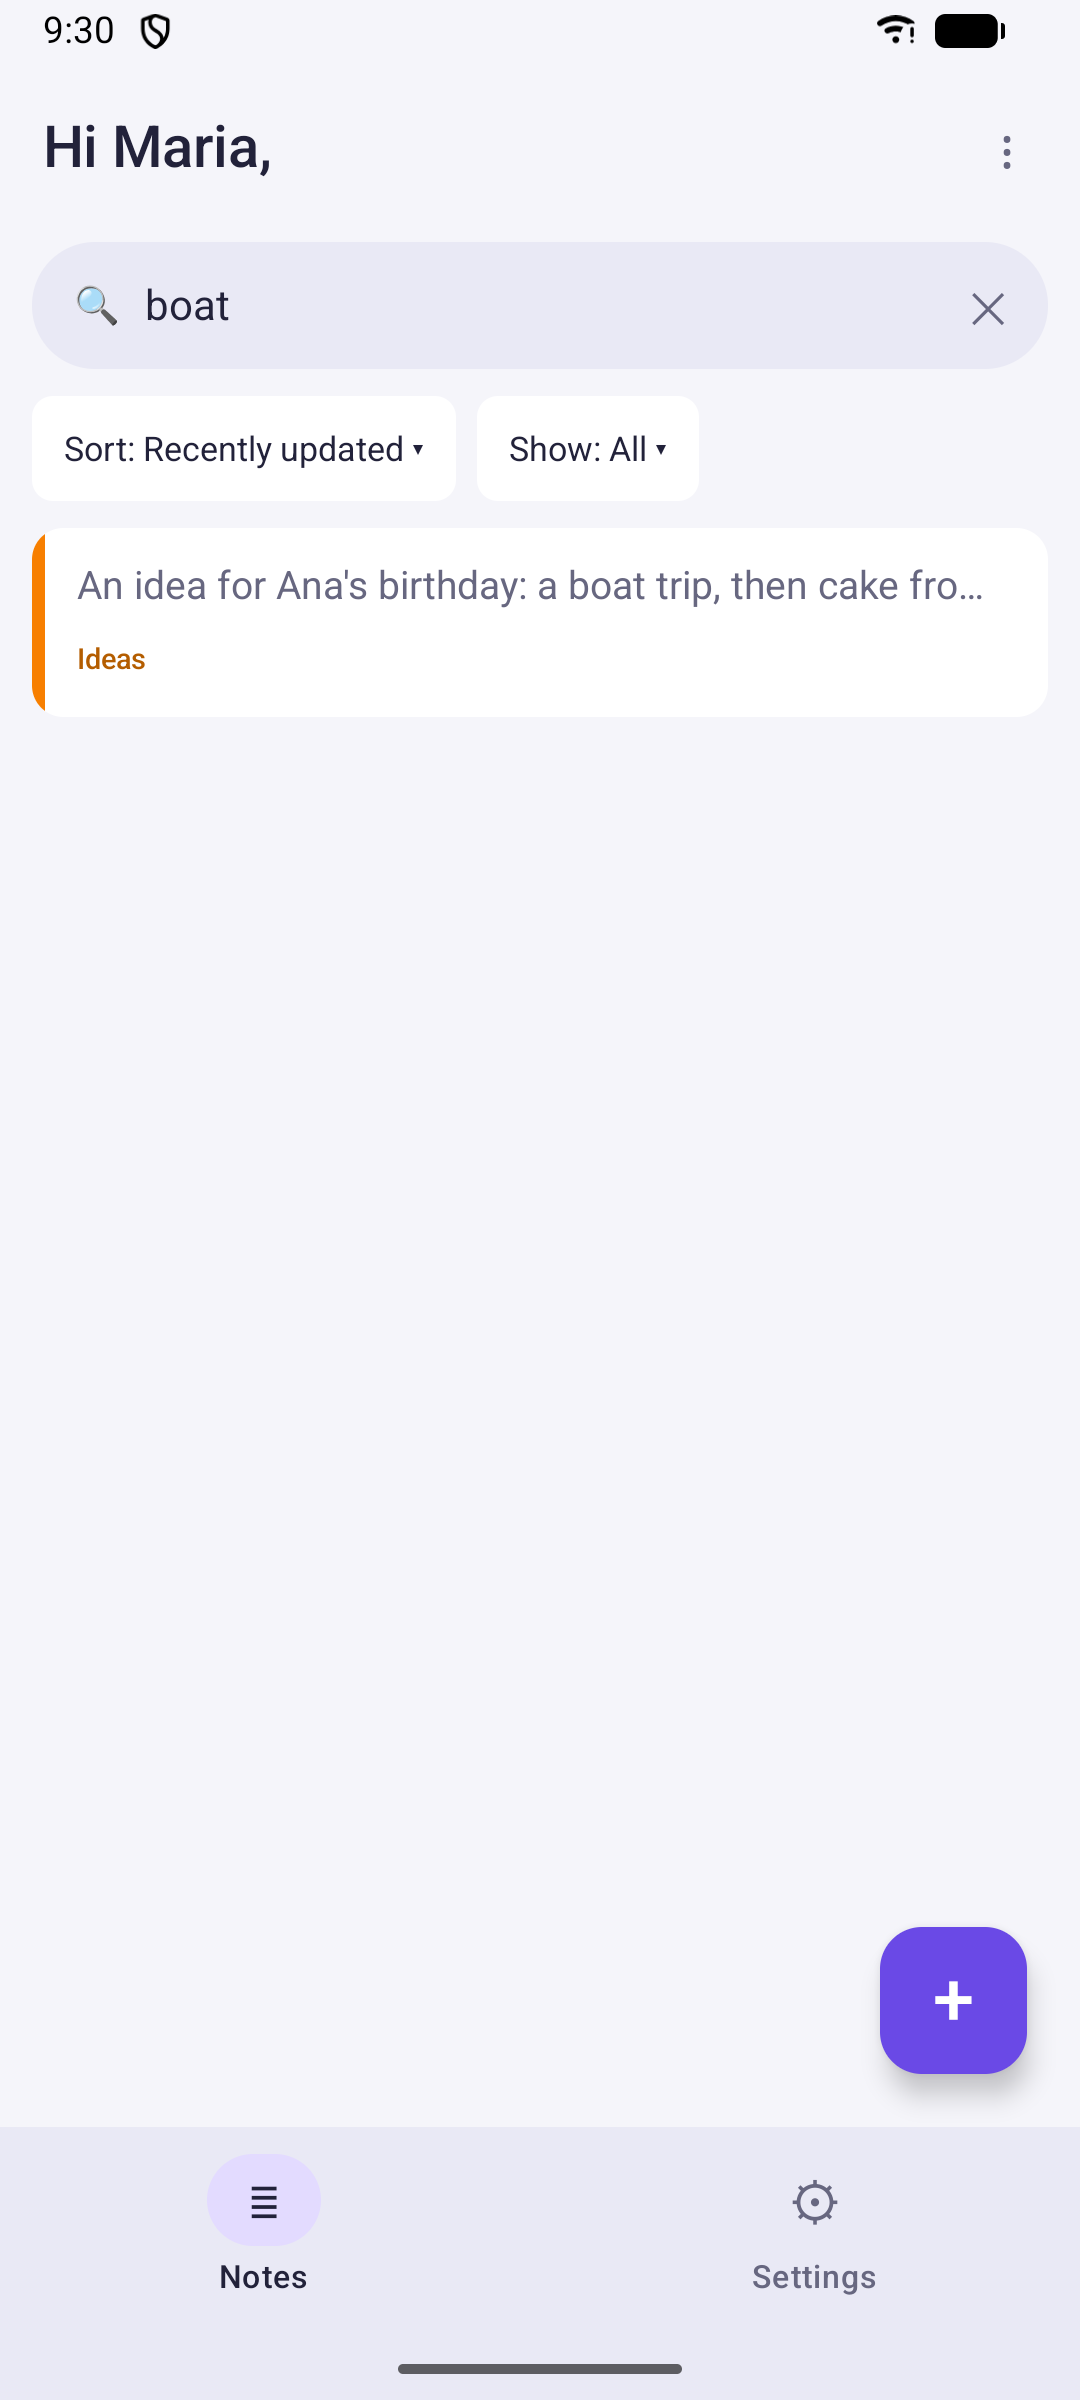 9:30
Hi Maria,
boat
Sort: Recently updated ▾
Show: All ▾
An idea for Ana's birthday: a boat trip, then cake fro…
Ideas
+
Notes
Settings